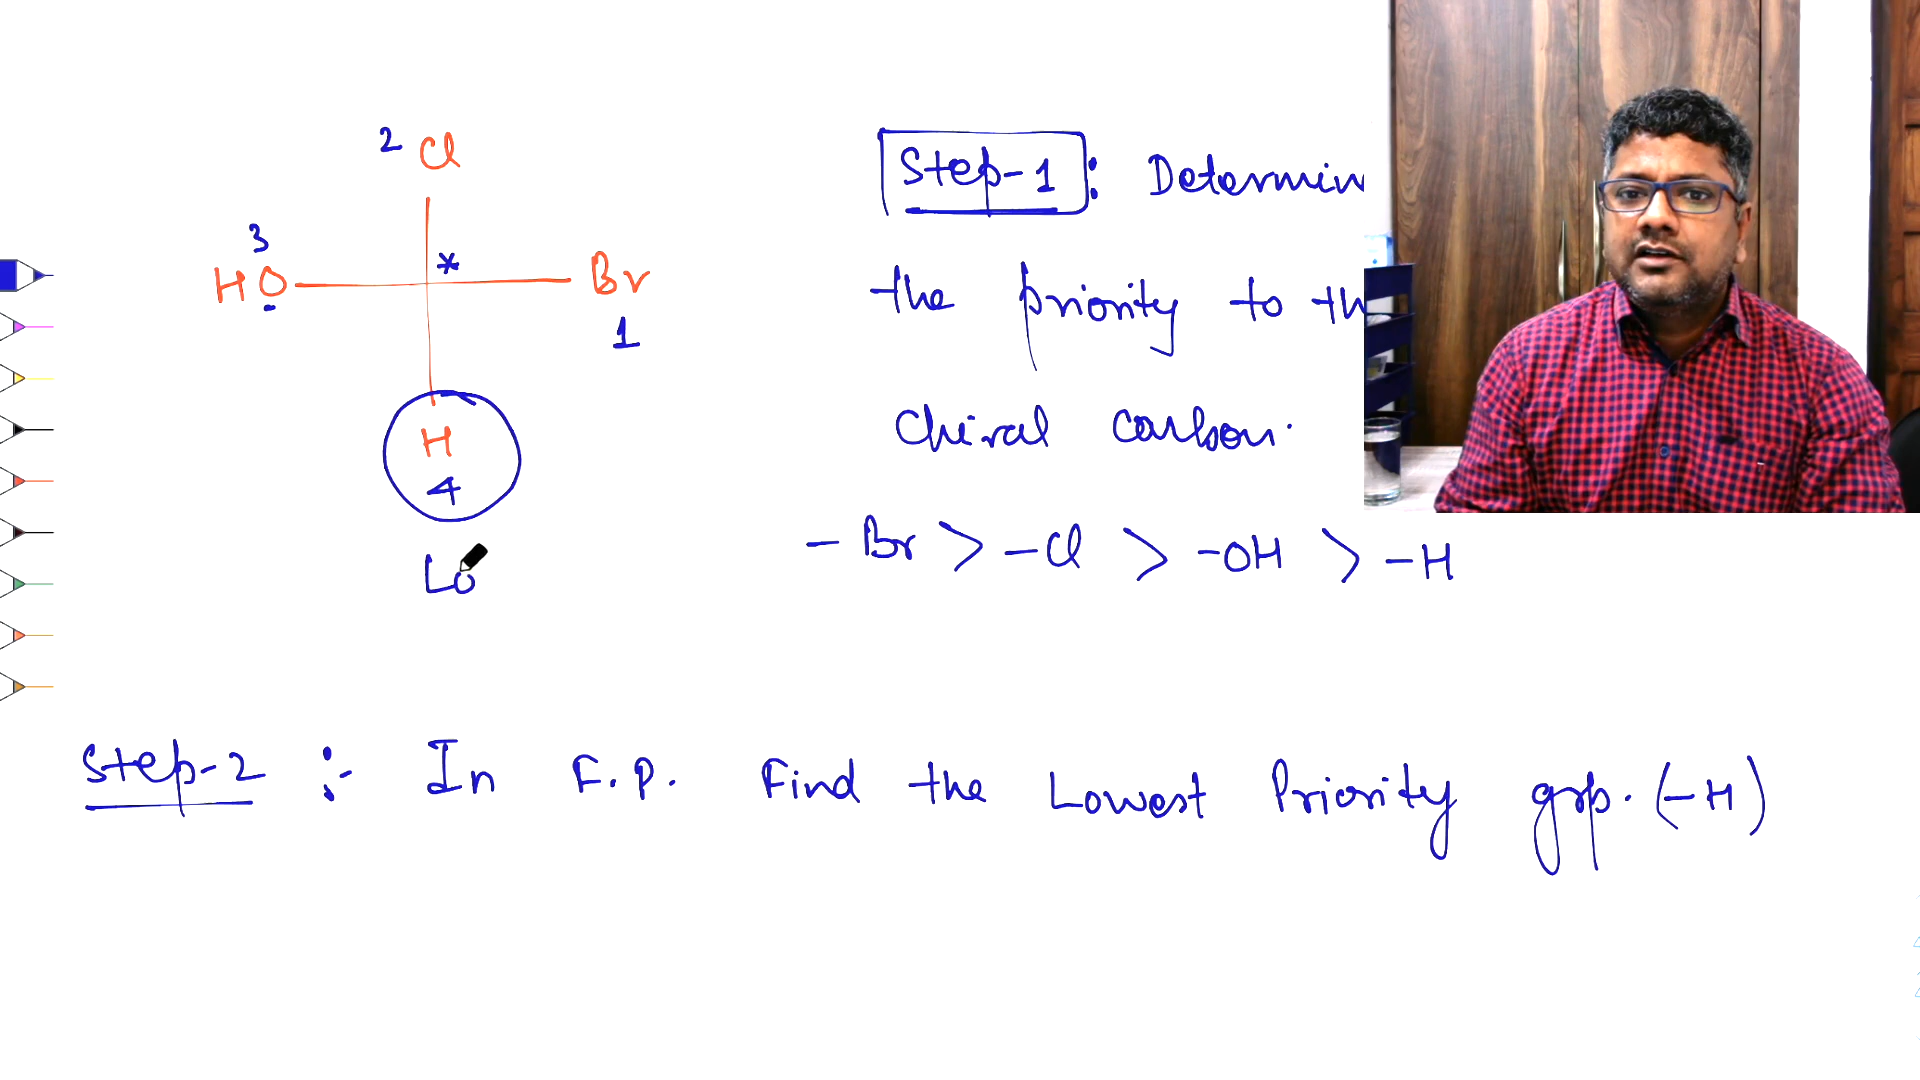 2 Cl
3
HO * Br
1
H
4
Lo
Step-1 : Determin
the priority to th
Chiral carbon.
- Br > - Cl > - OH > - H
Step-2 :- In F.P. Find the Lowest Priority grp. (-H)